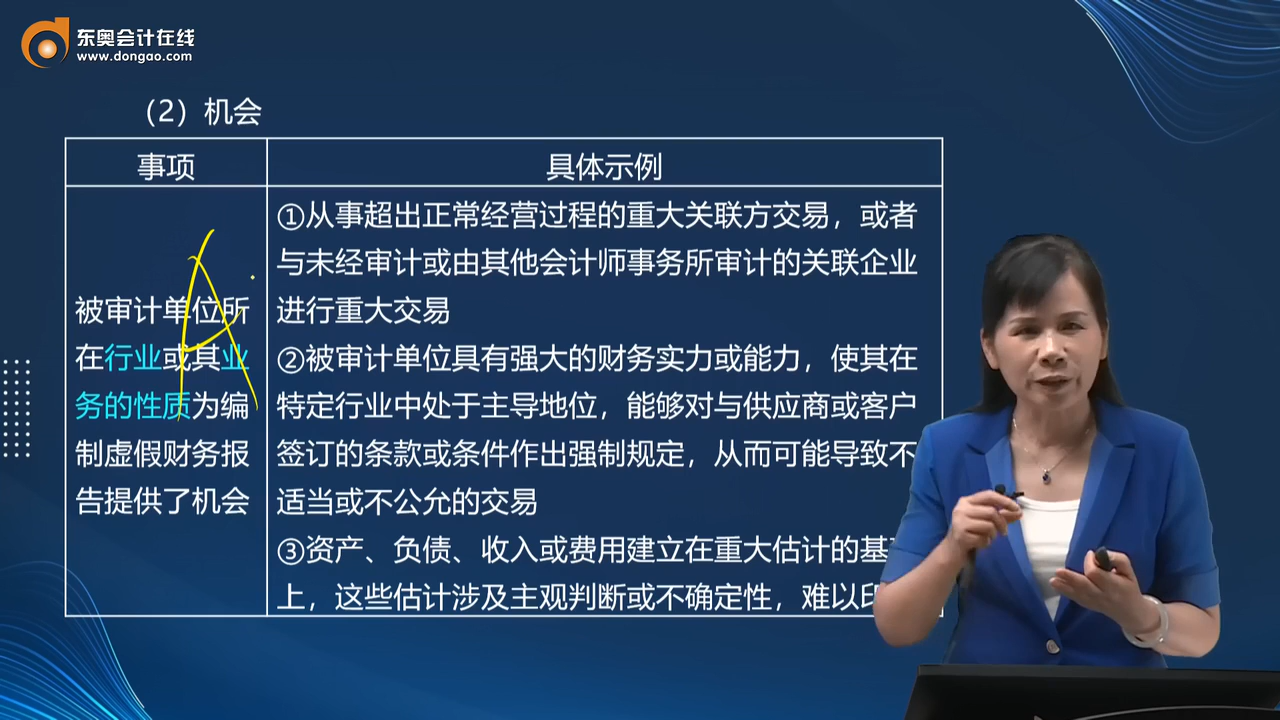 东奥会计在线
www.dongao.com
（2）机会
事项
具体示例
被审计单位所
在行业或其业
务的性质为编
制虚假财务报
告提供了机会
①从事超出正常经营过程的重大关联方交易，或者
与未经审计或由其他会计师事务所审计的关联企业
进行重大交易
②被审计单位具有强大的财务实力或能力，使其在
特定行业中处于主导地位，能够对与供应商或客户
签订的条款或条件作出强制规定，从而可能导致不
适当或不公允的交易
③资产、负债、收入或费用建立在重大估计的基
上，这些估计涉及主观判断或不确定性，难以印